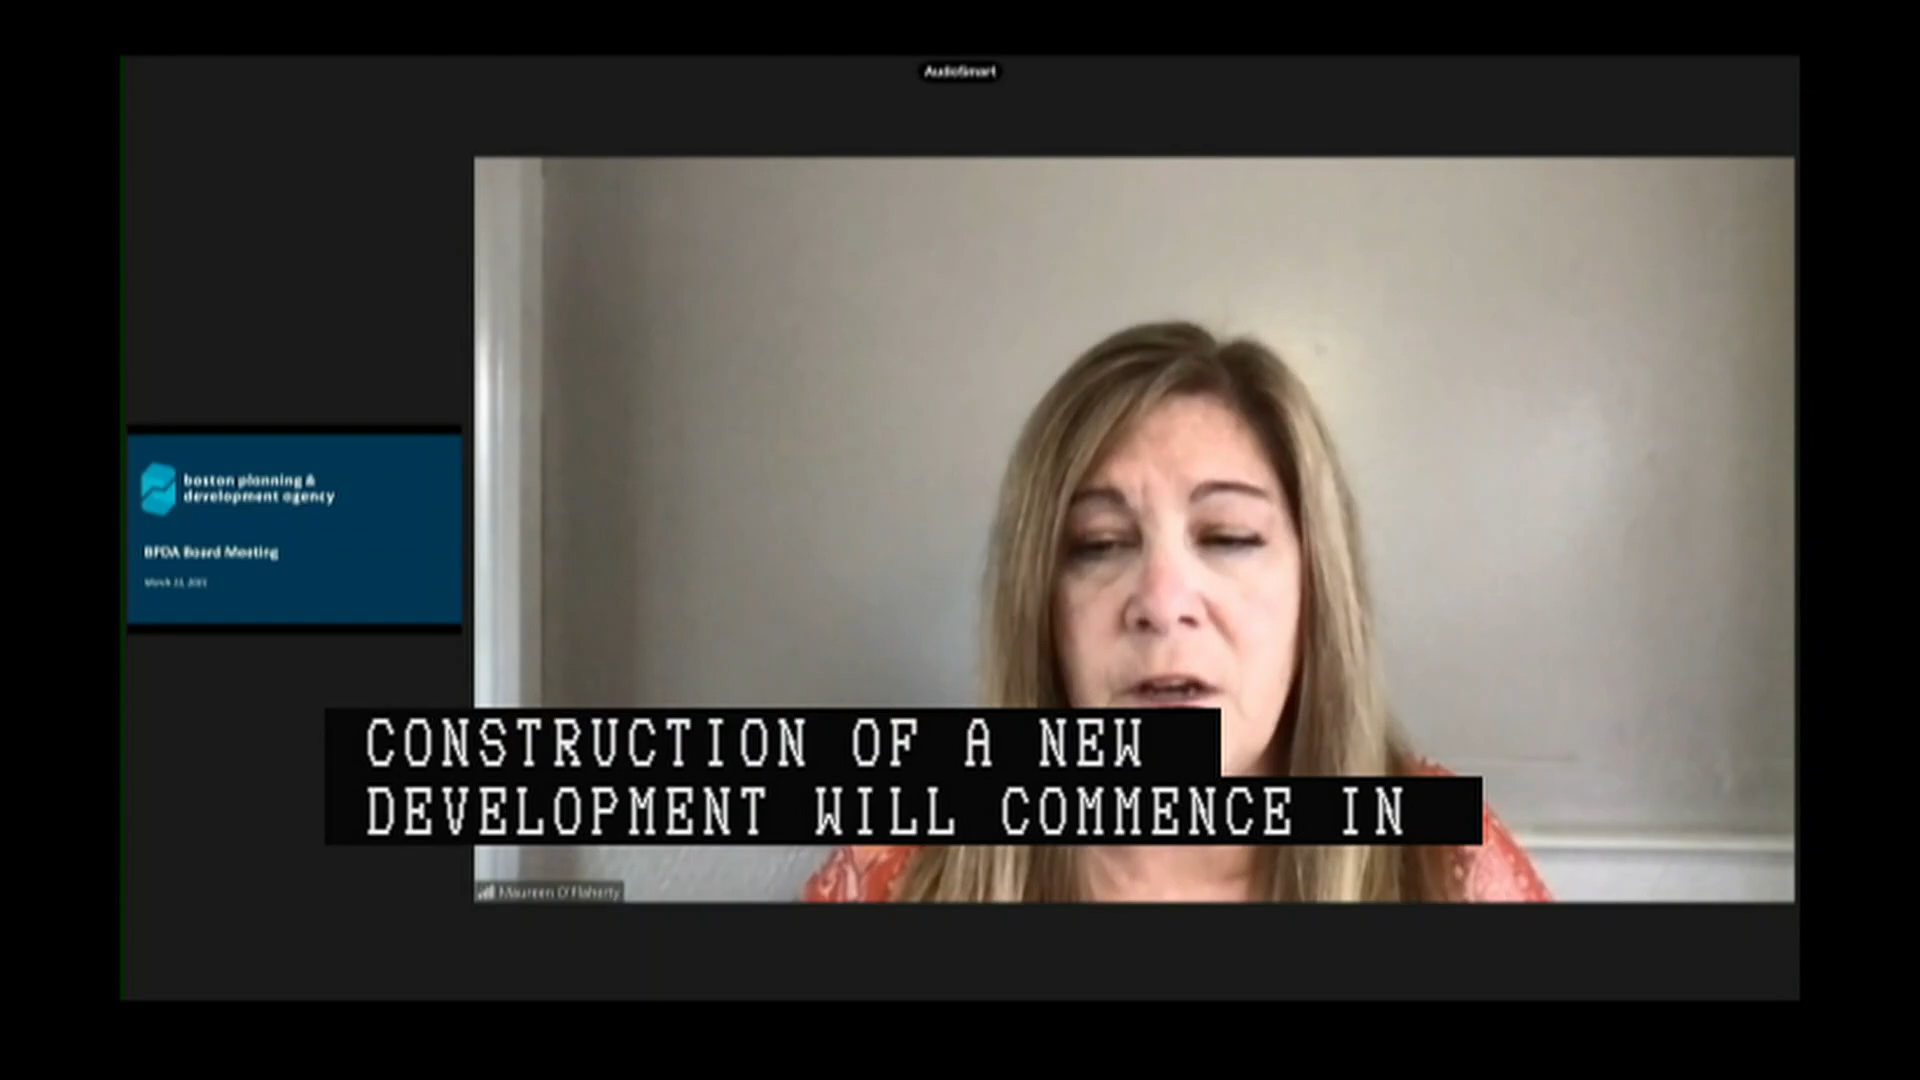 AudioSmart
boston planning &
development agency
BPDA Board Meeting
CONSTRUCTION OF A NEW
DEVELOPMENT WILL COMMENCE IN
Maureen O'Flaherty